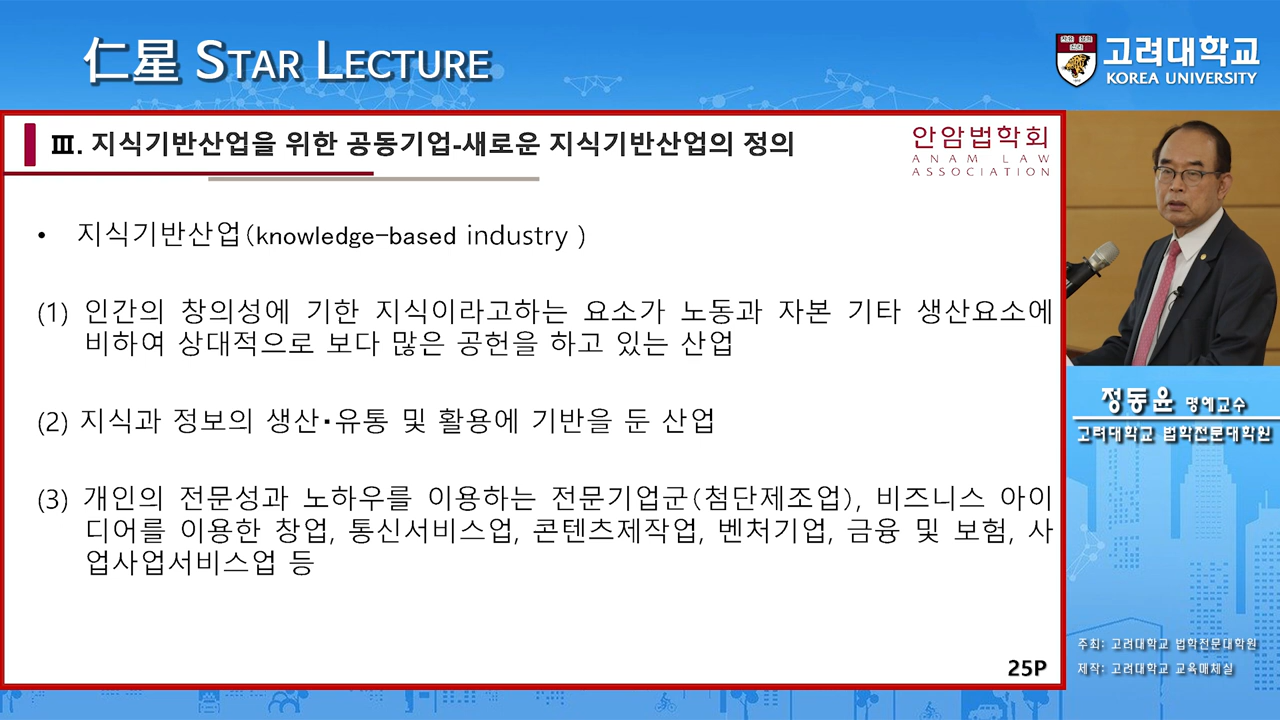 仁星 STAR LECTURE
고려대학교
KOREA UNIVERSITY
Ⅲ. 지식기반산업을 위한 공동기업-새로운 지식기반산업의 정의
안암법학회
ANAM LAW
ASSOCIATION
• 지식기반산업(knowledge-based industry )
(1) 인간의 창의성에 기한 지식이라고하는 요소가 노동과 자본 기타 생산요소에
비하여 상대적으로 보다 많은 공헌을 하고 있는 산업
(2) 지식과 정보의 생산·유통 및 활용에 기반을 둔 산업
(3) 개인의 전문성과 노하우를 이용하는 전문기업군(첨단제조업), 비즈니스 아이
디어를 이용한 창업, 통신서비스업, 콘텐츠제작업, 벤처기업, 금융 및 보험, 사
업사업서비스업 등
25P
정동윤 명예교수
고려대학교 법학전문대학원
주최: 고려대학교 법학전문대학원
제작: 고려대학교 교육매체실